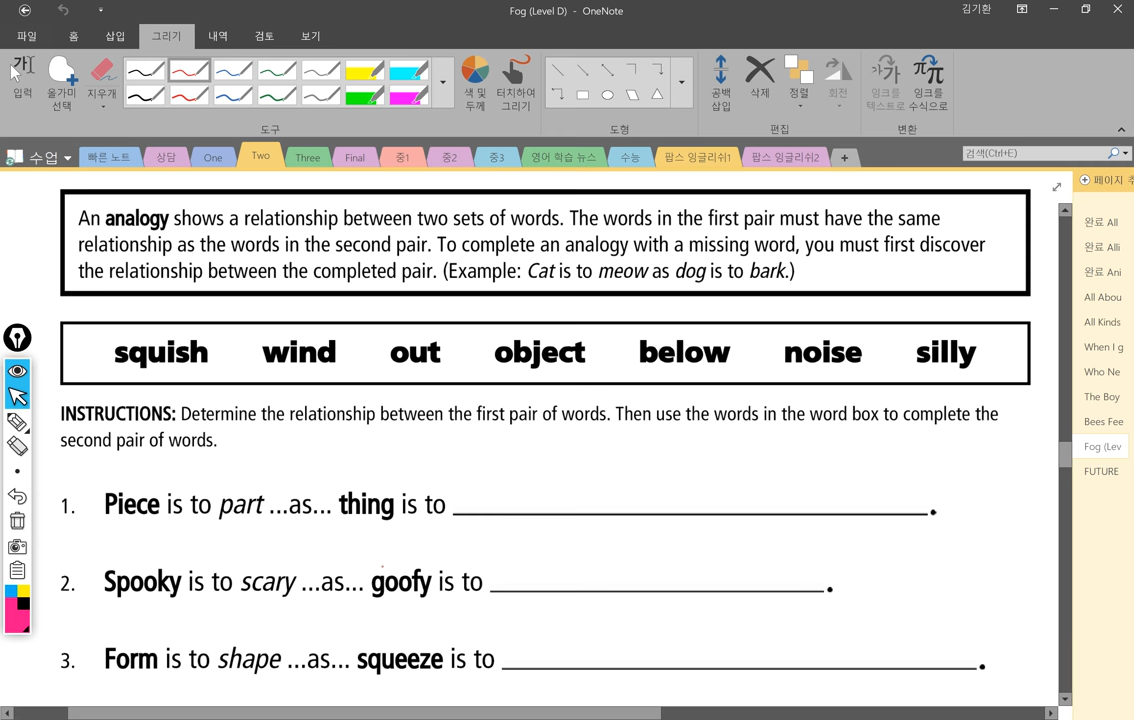 Fog (Level D) - OneNote
김기환
파일 홈 삽입 그리기 내역 검토 보기
입력
올가미 선택
지우개
색 및 두께
터치하여 그리기
공백 삽입
삭제
정렬
회전
잉크를 텍스트로
잉크를 수식으로
도구 도형 편집 변환
수업 빠른 노트 상담 One Two Three Final 중1 중2 중3 영어 학습 뉴스 수능 팝스 잉글리쉬1 팝스 잉글리쉬2
검색(Ctrl+E)
An analogy shows a relationship between two sets of words. The words in the first pair must have the same
relationship as the words in the second pair. To complete an analogy with a missing word, you must first discover
the relationship between the completed pair. (Example: Cat is to meow as dog is to bark.)
squish wind out object below noise silly
INSTRUCTIONS: Determine the relationship between the first pair of words. Then use the words in the word box to complete the
second pair of words.
1. Piece is to part ...as... thing is to ____.
2. Spooky is to scary ...as... goofy is to ____.
3. Form is to shape ...as... squeeze is to ____.
페이지 추
완료 All
완료 Alli
완료 Ani
All Abou
All Kinds
When I g
Who Ne
The Boy
Bees Fee
Fog (Lev
FUTURE